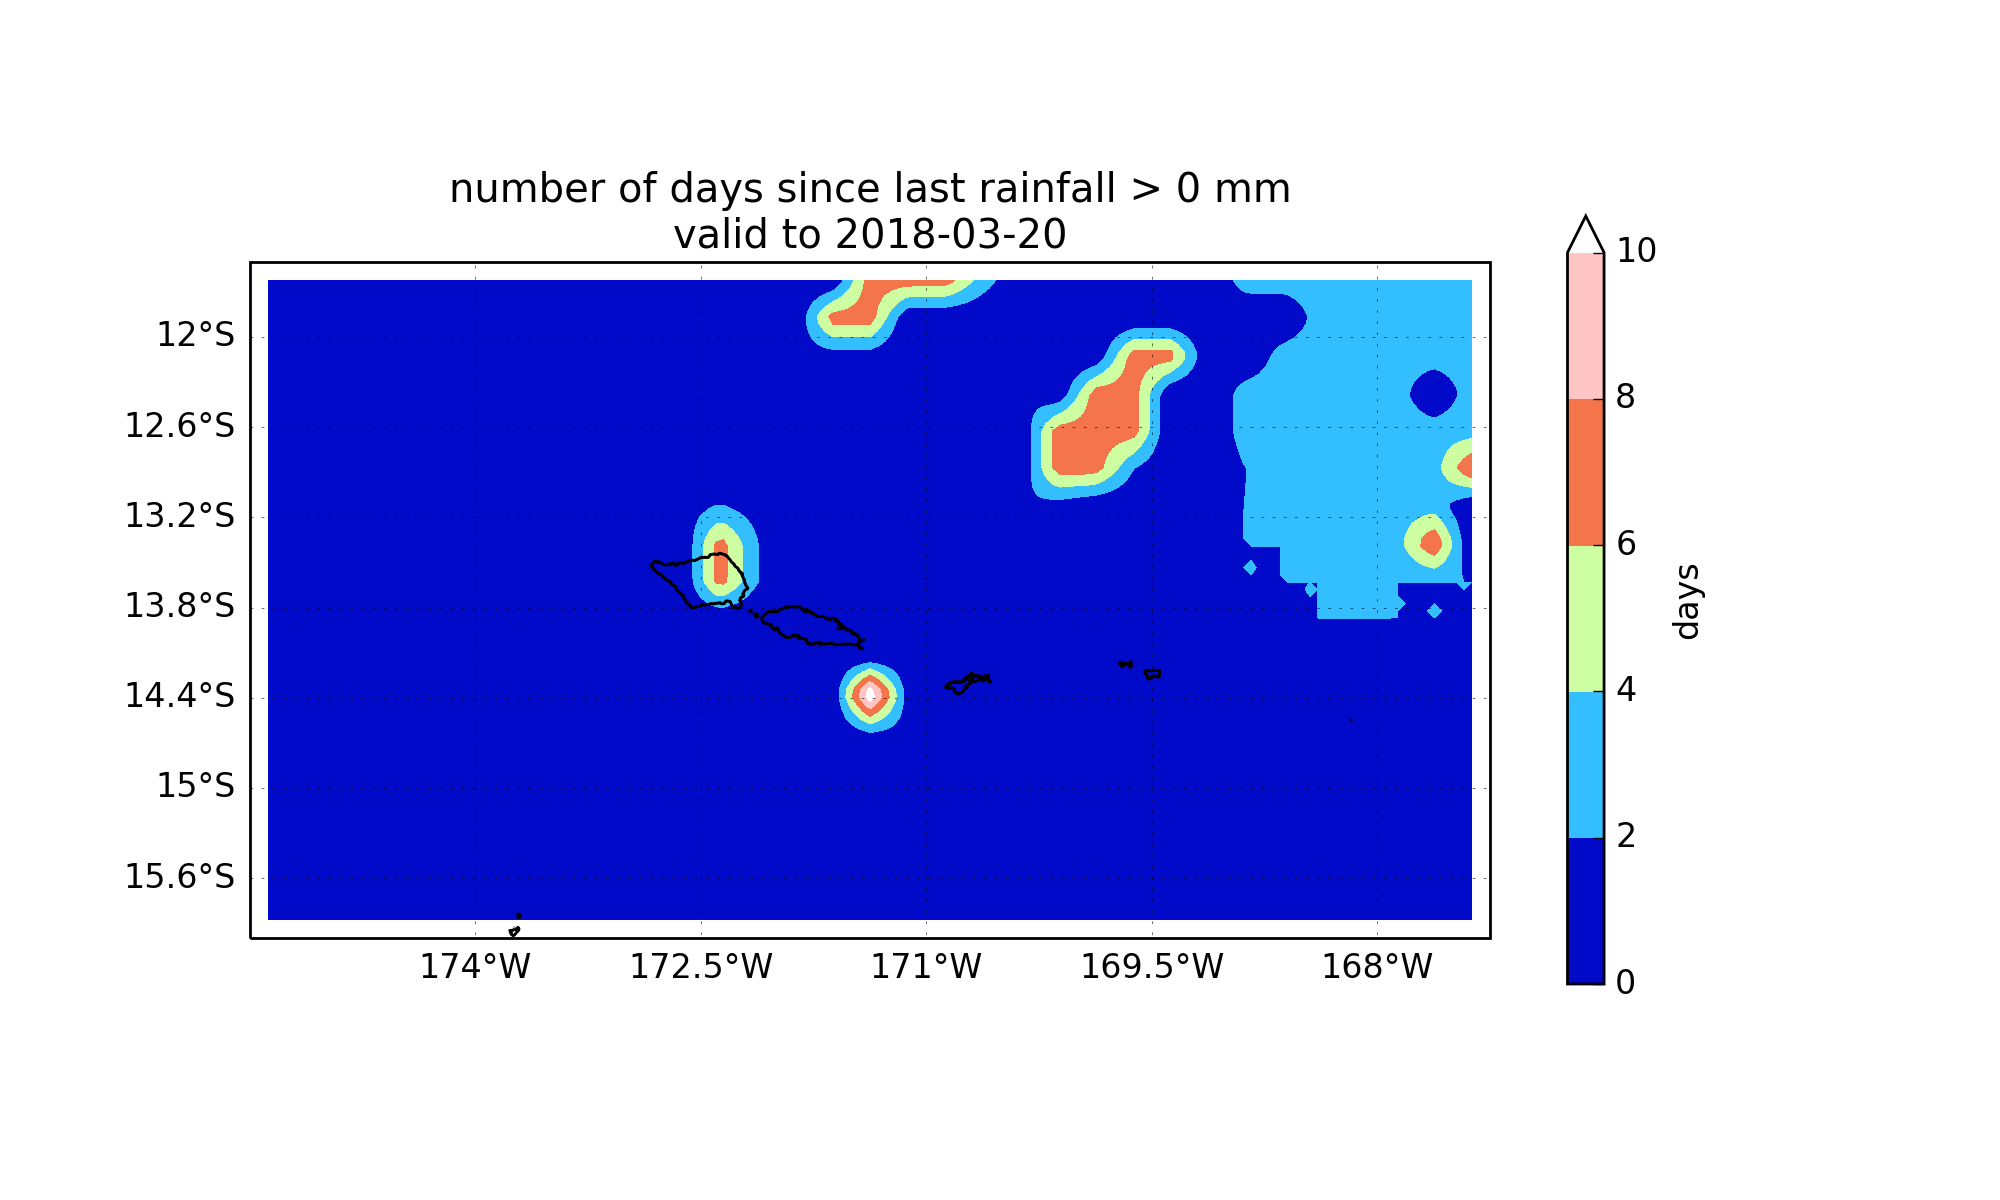 number of days since last rainfall > 0 mm
valid to 2018-03-20
12°S
12.6°S
13.2°S
13.8°S
14.4°S
15°S
15.6°S
174°W 172.5°W 171°W 169.5°W 168°W
10
8
6
4
2
0
days